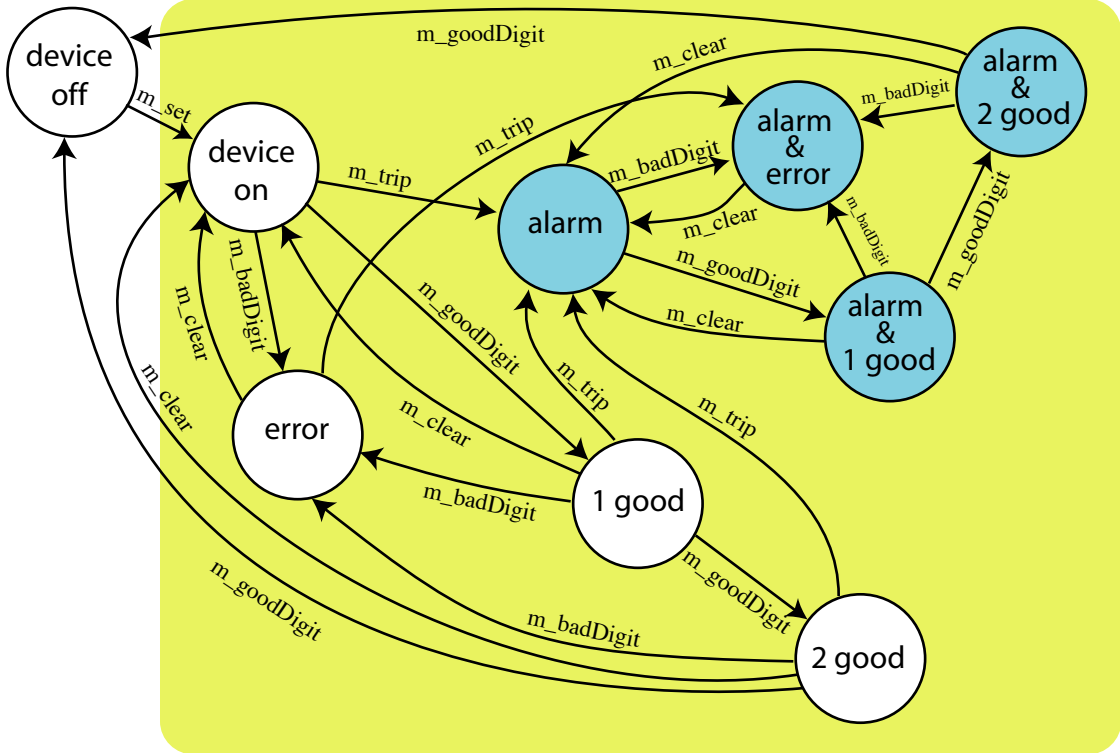 device
off
m_goodDigit
m_clear
alarm
&
2 good
m_set
m_badDigit
alarm
&
error
device
on
m_trip
m_trip
m_badDigit
alarm
m_clear
m_badDigit
m_goodDigit
m_goodDigit
m_badDigit
m_goodDigit
m_clear
alarm
&
1 good
m_clear
m_clear
m_trip
m_clear
m_trip
error
m_badDigit
1 good
m_goodDigit
m_goodDigit
m_badDigit
2 good